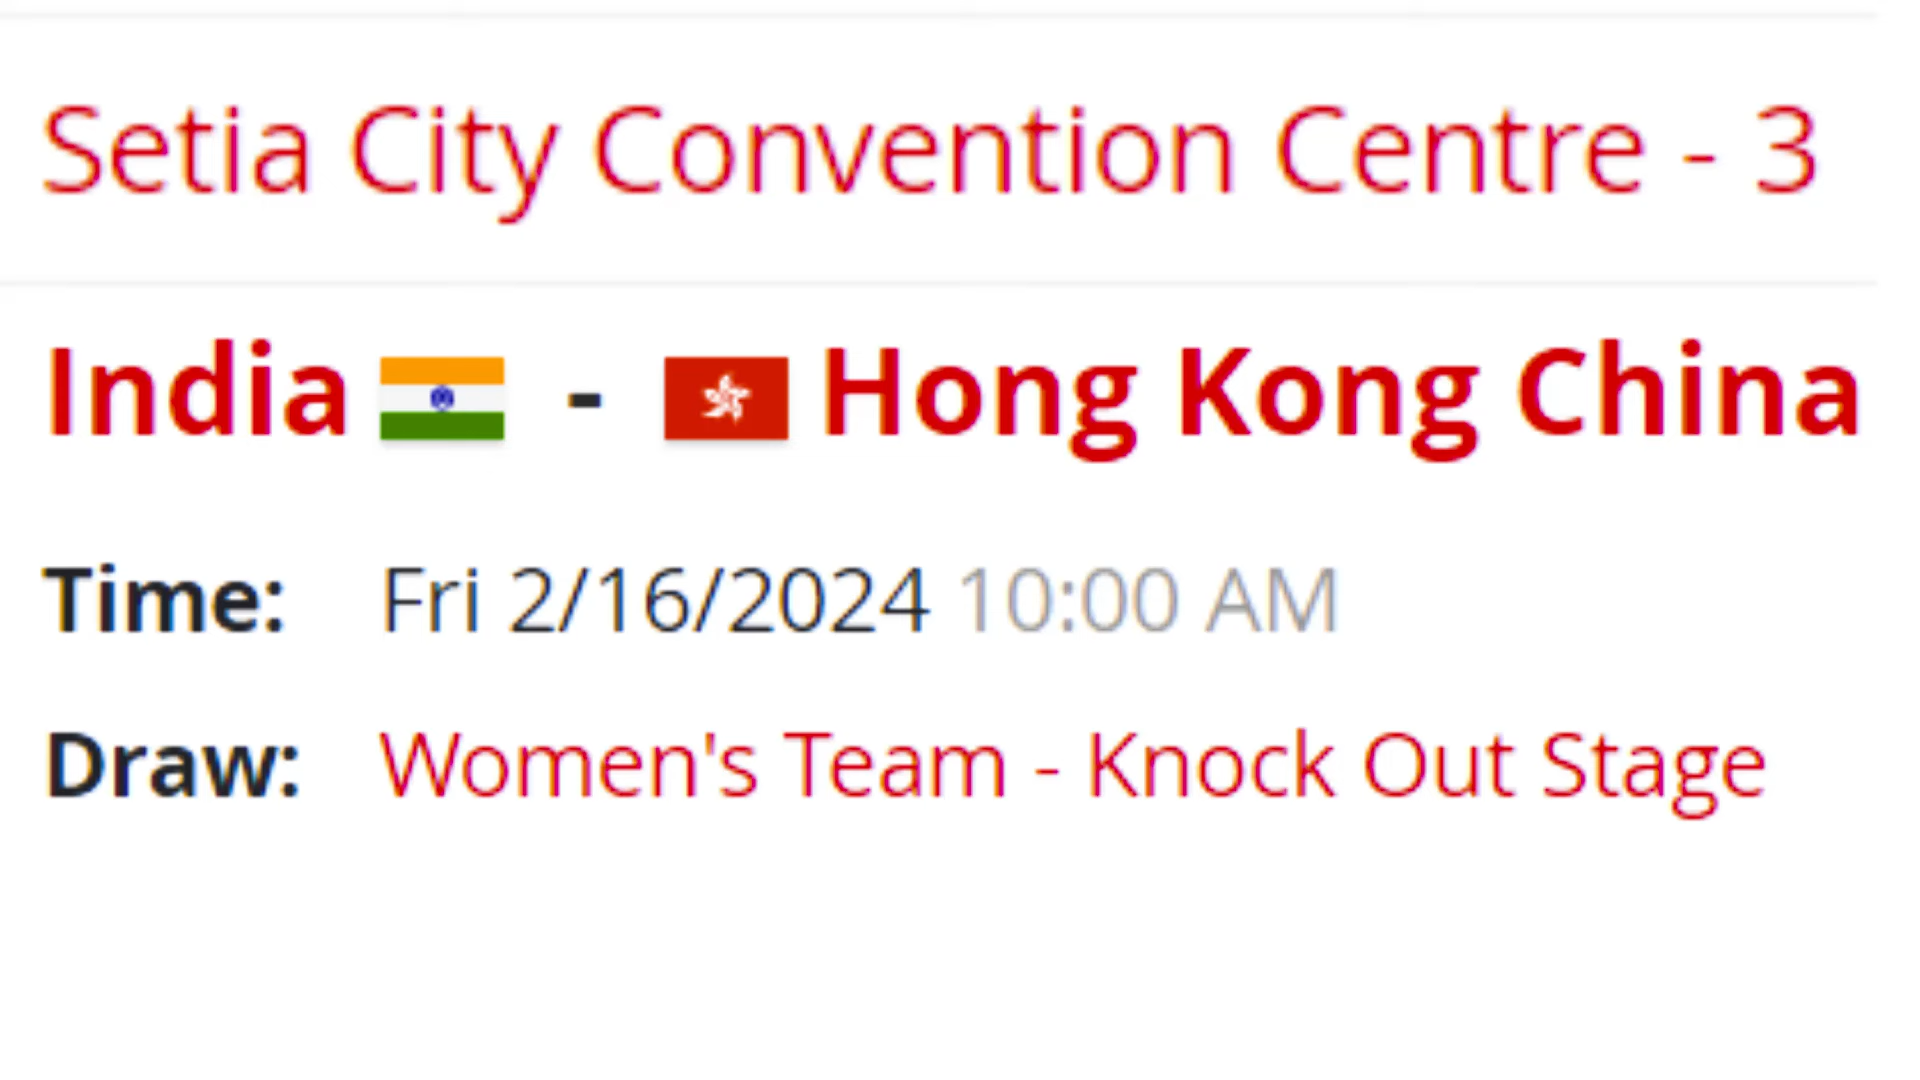 Setia City Convention Centre - 3
India - Hong Kong China
Time: Fri 2/16/2024 10:00 AM
Draw: Women's Team - Knock Out Stage